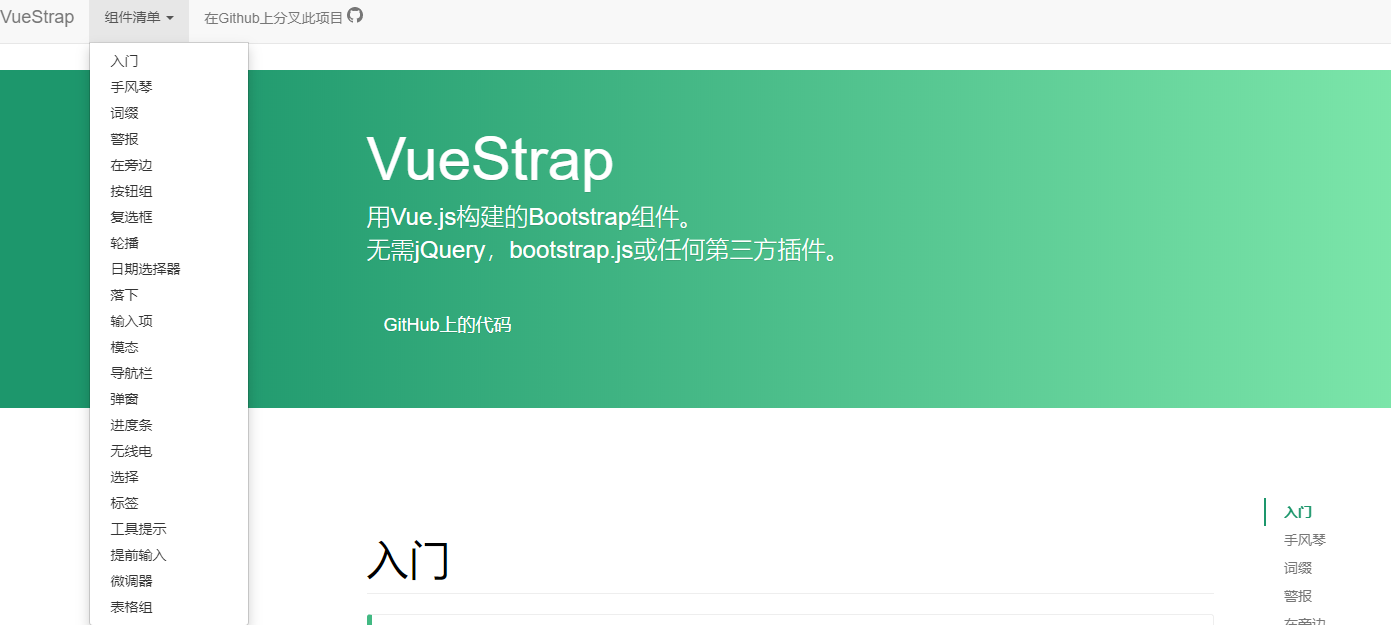 VueStrap 组件清单 在Github上分叉此项目
入门
手风琴
词缀
警报
在旁边
按钮组
复选框
轮播
日期选择器
落下
输入项
模态
导航栏
弹窗
进度条
无线电
选择
标签
工具提示
提前输入
微调器
表格组
VueStrap
用Vue.js构建的Bootstrap组件。
无需jQuery，bootstrap.js或任何第三方插件。
GitHub上的代码
入门
入门
手风琴
词缀
警报
在旁边